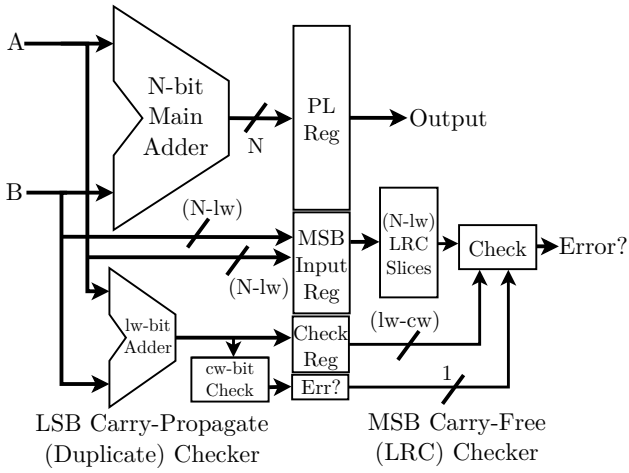 A
N-bit
Main
Adder
N
PL
Reg
Output
B
(N-lw)
(N-lw)
MSB
Input
Reg
(N-lw)
LRC
Slices
Check
Error?
lw-bit
Adder
cw-bit
Check
Check
Reg
(lw-cw)
Err?
1
LSB Carry-Propagate
(Duplicate) Checker
MSB Carry-Free
(LRC) Checker